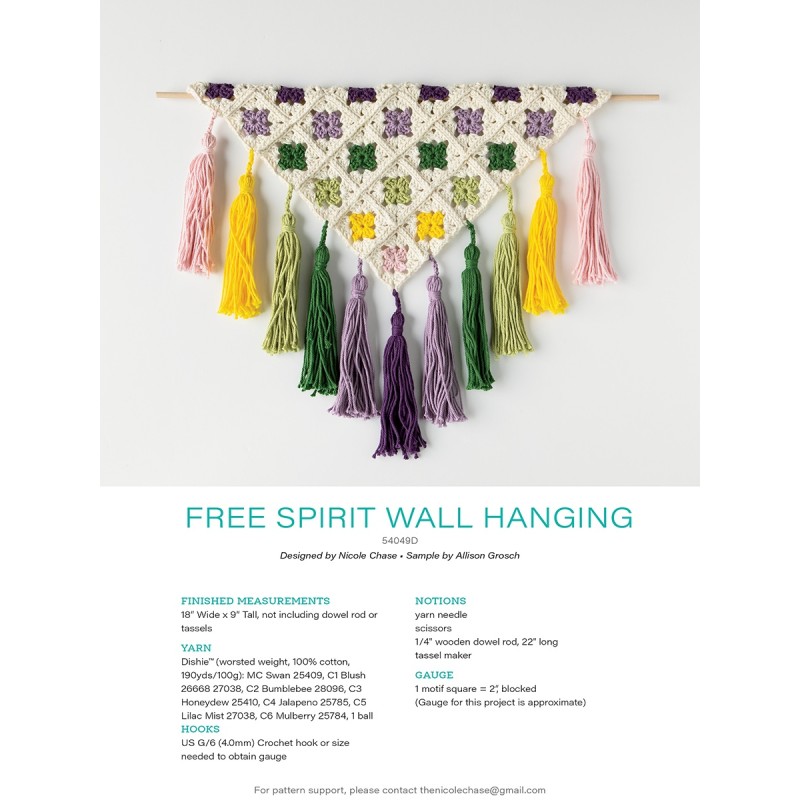 FREE SPIRIT WALL HANGING
54049D
Designed by Nicole Chase • Sample by Allison Grosch
FINISHED MEASUREMENTS
18" Wide x 9" Tall, not including dowel rod or
tassels
YARN
Dishie™ (worsted weight, 100% cotton,
190yds/100g): MC Swan 25409, C1 Blush
26668 27038, C2 Bumblebee 28096, C3
Honeydew 25410, C4 Jalapeno 25785, C5
Lilac Mist 27038, C6 Mulberry 25784, 1 ball
HOOKS
US G/6 (4.0mm) Crochet hook or size
needed to obtain gauge
NOTIONS
yarn needle
scissors
1/4" wooden dowel rod, 22" long
tassel maker
GAUGE
1 motif square = 2", blocked
(Gauge for this project is approximate)
For pattern support, please contact thenicolechase@gmail.com